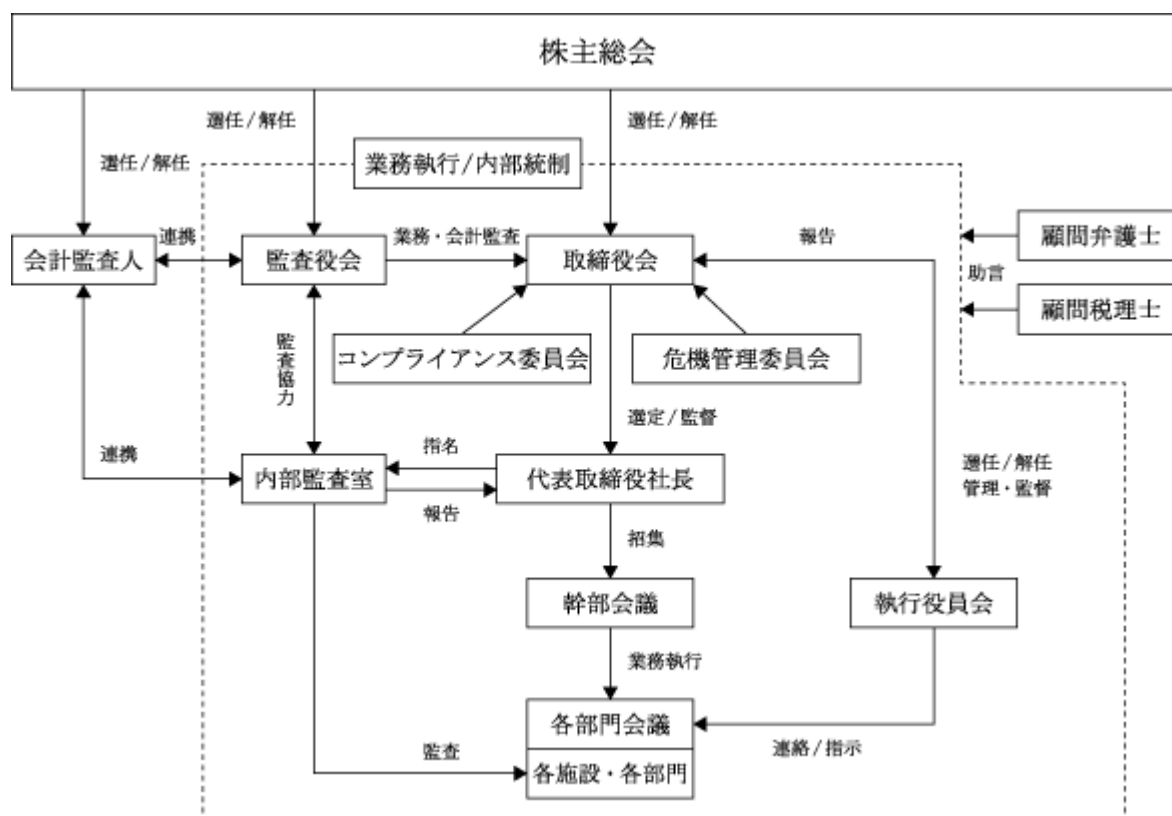 株主総会
選任/解任
選任/解任
選任/解任
業務執行/内部統制
会計監査人
連携
監査役会
業務・会計監査
取締役会
報告
顧問弁護士
助言
顧問税理士
監査協力
コンプライアンス委員会
危機管理委員会
選定/監督
連携
内部監査室
指名
報告
代表取締役社長
選任/解任
管理・監督
招集
幹部会議
執行役員会
業務執行
各部門会議
連絡/指示
監査
各施設・各部門